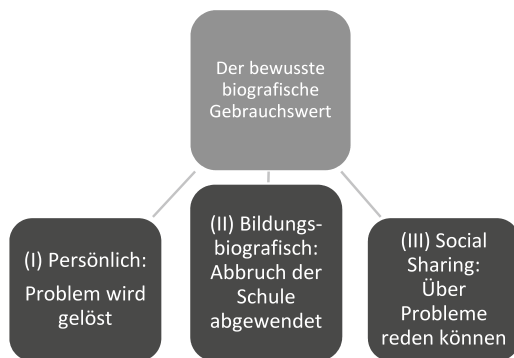 Der bewusste
biografische
Gebrauchswert
(I) Persönlich:
Problem wird
gelöst
(II) Bildungs-
biografisch:
Abbruch der
Schule
abgewendet
(III) Social
Sharing:
Über
Probleme
reden können